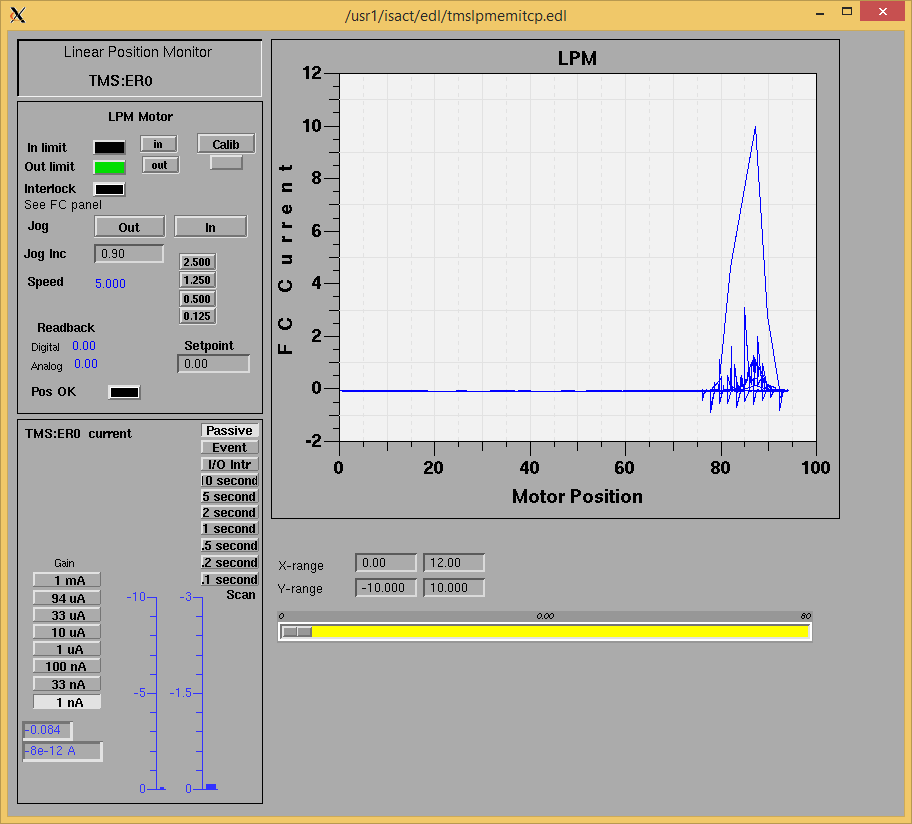 /usr1/isact/edl/tmslpmemitcp.edl
Linear Position Monitor
TMS:ER0
LPM Motor
In limit
in
Calib
Out limit
out
Interlock
See FC panel
Jog
Out
In
Jog Inc
0.90
2.500
Speed
5.000
1.250
0.500
0.125
Readback
Digital 0.00
Setpoint
Analog 0.00
0.00
Pos OK
LPM
FC Current
12
10
8
6
4
2
0
-2
0 20 40 60 80 100
Motor Position
TMS:ER0 current
Passive
Event
I/O Intr
10 second
5 second
2 second
1 second
.5 second
.2 second
.1 second
Scan
Gain
1 mA
94 uA
33 uA
10 uA
1 uA
100 nA
33 nA
1 nA
-10
-5
0
-3
-1.5
0
-0.084
-8e-12 A
X-range 0.00 12.00
Y-range -10.000 10.000
0 0.00 80